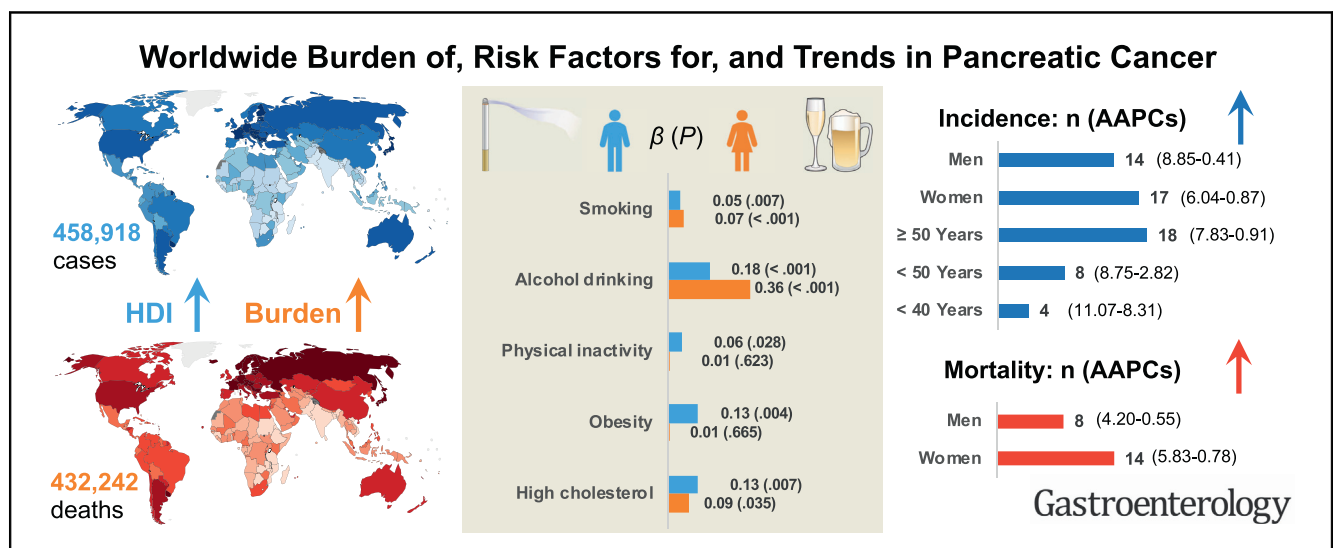 Worldwide Burden of, Risk Factors for, and Trends in Pancreatic Cancer
458,918
cases
HDI
Burden
432,242
deaths
β (P)
Smoking
0.05 (.007)
0.07 (< .001)
Alcohol drinking
0.18 (< .001)
0.36 (< .001)
Physical inactivity
0.06 (.028)
0.01 (.623)
Obesity
0.13 (.004)
0.01 (.665)
High cholesterol
0.13 (.007)
0.09 (.035)
Incidence: n (AAPCs)
Men 14 (8.85-0.41)
Women 17 (6.04-0.87)
≥ 50 Years 18 (7.83-0.91)
< 50 Years 8 (8.75-2.82)
< 40 Years 4 (11.07-8.31)
Mortality: n (AAPCs)
Men 8 (4.20-0.55)
Women 14 (5.83-0.78)
Gastroenterology